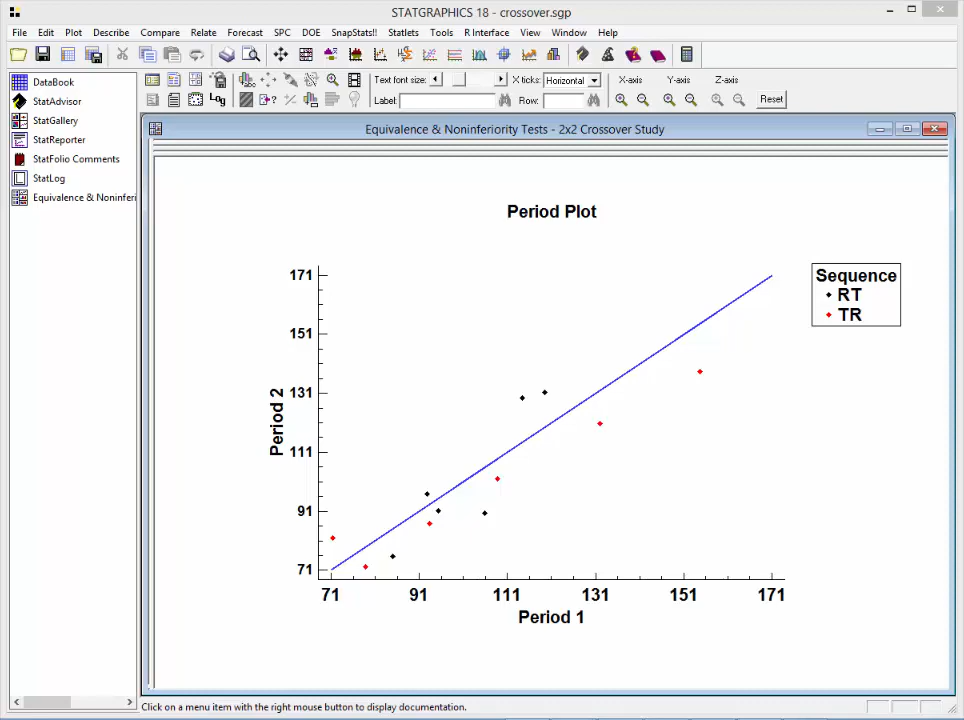 STATGRAPHICS 18 - crossover.sgp
File Edit Plot Describe Compare Relate Forecast SPC DOE SnapStats!! Statlets Tools R Interface View Window Help
Text font size: X ticks: Horizontal X-axis Y-axis Z-axis
Log Label: Row: Reset
DataBook
StatAdvisor
StatGallery
StatReporter
StatFolio Comments
StatLog
Equivalence & Noninferi
Equivalence & Noninferiority Tests - 2x2 Crossover Study
Period Plot
Sequence
RT
TR
171
151
131
111
91
71
Period 2
71 91 111 131 151 171
Period 1
Click on a menu item with the right mouse button to display documentation.